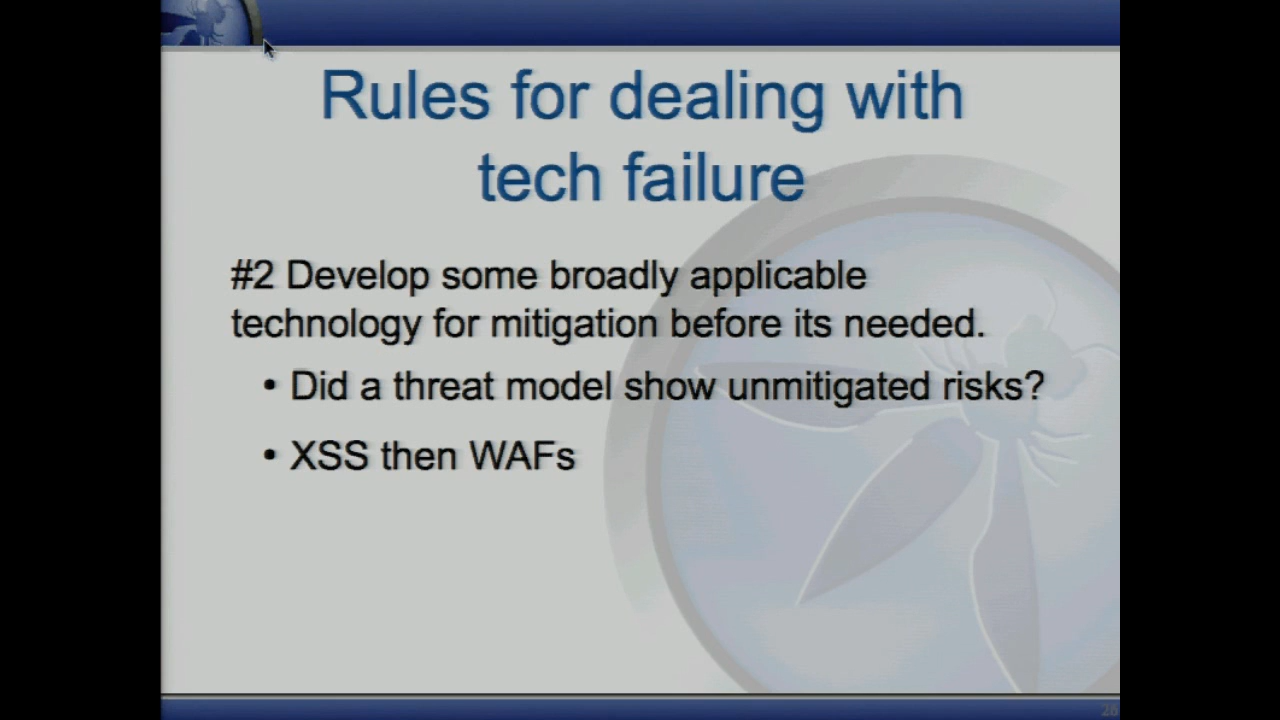 Rules for dealing with
tech failure
#2 Develop some broadly applicable
technology for mitigation before its needed.
• Did a threat model show unmitigated risks?
• XSS then WAFs
26